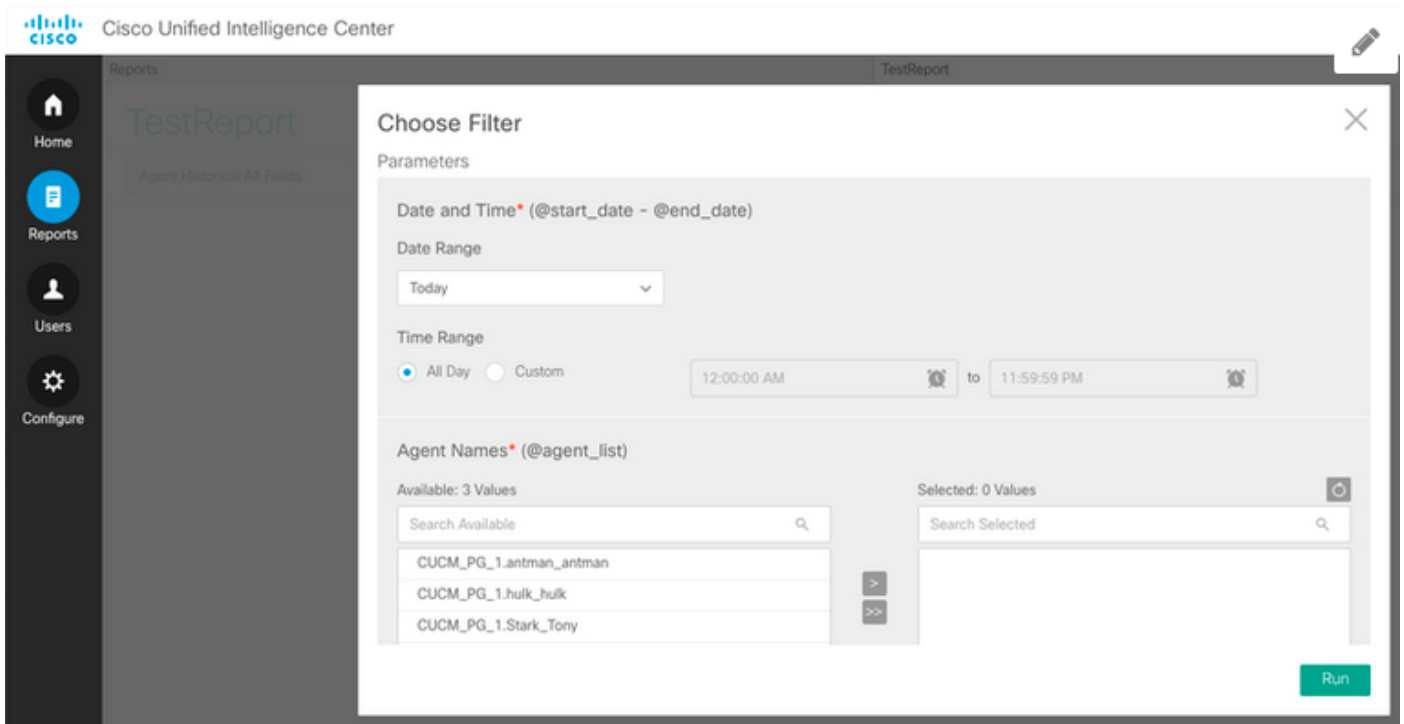 CISCO
Cisco Unified Intelligence Center
Reports
TestReport
Home
TestReport
Agent Historical All Fields
Reports
Users
Configure
Choose Filter
Parameters
Date and Time* (@start_date - @end_date)
Date Range
Today
Time Range
All Day Custom 12:00:00 AM to 11:59:59 PM
Agent Names* (@agent_list)
Available: 3 Values Selected: 0 Values
Search Available Search Selected
CUCM_PG_1.antman_antman
CUCM_PG_1.hulk_hulk
>
CUCM_PG_1.Stark_Tony
>>
Run